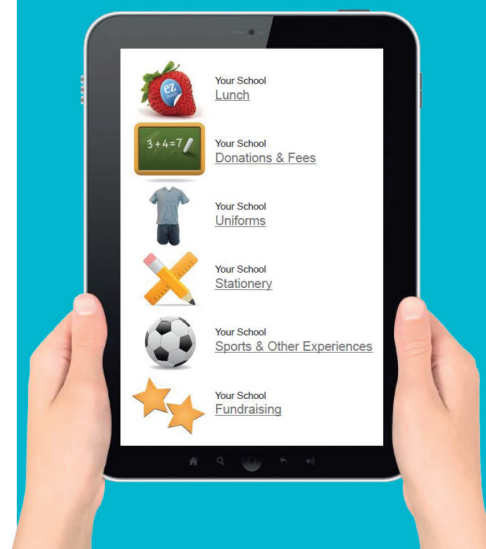 Your School
Lunch
ez
3+4=7
Your School
Donations & Fees
Your School
Uniforms
Your School
Stationery
Your School
Sports & Other Experiences
Your School
Fundraising